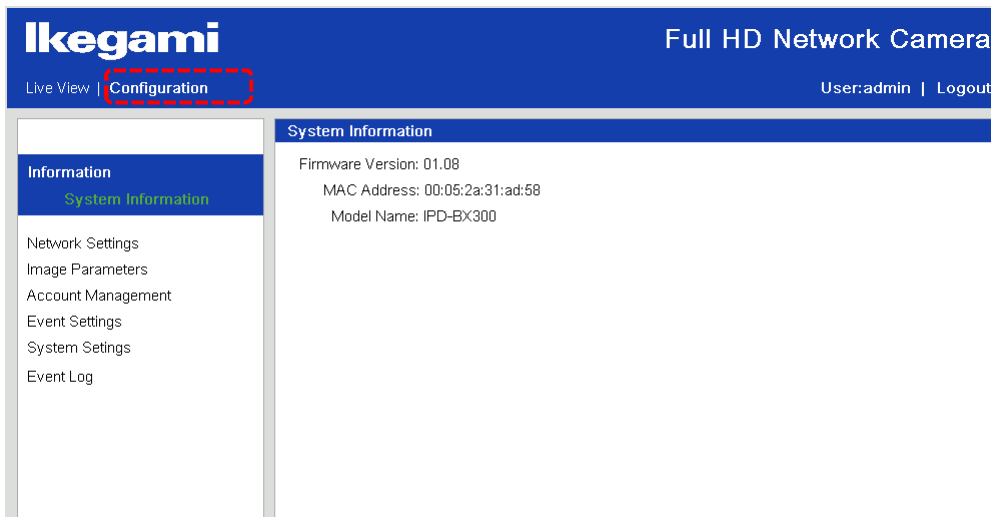 Ikegami
Full HD Network Camera
Live View | Configuration
User:admin | Logout
System Information
Firmware Version: 01.08
MAC Address: 00:05:2a:31:ad:58
Model Name: IPD-BX300
Information
System Information
Network Settings
Image Parameters
Account Management
Event Settings
System Setings
Event Log